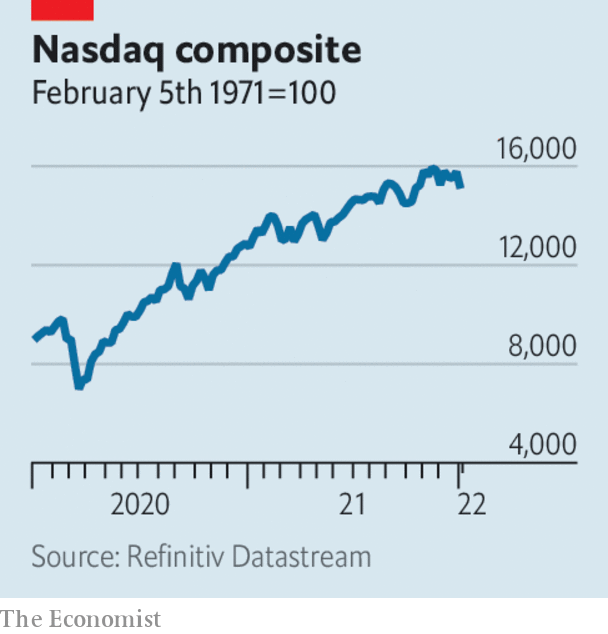 Nasdaq composite
February 5th 1971=100
16,000
12,000
8,000
4,000
2020 21 22
Source: Refinitiv Datastream
The Economist